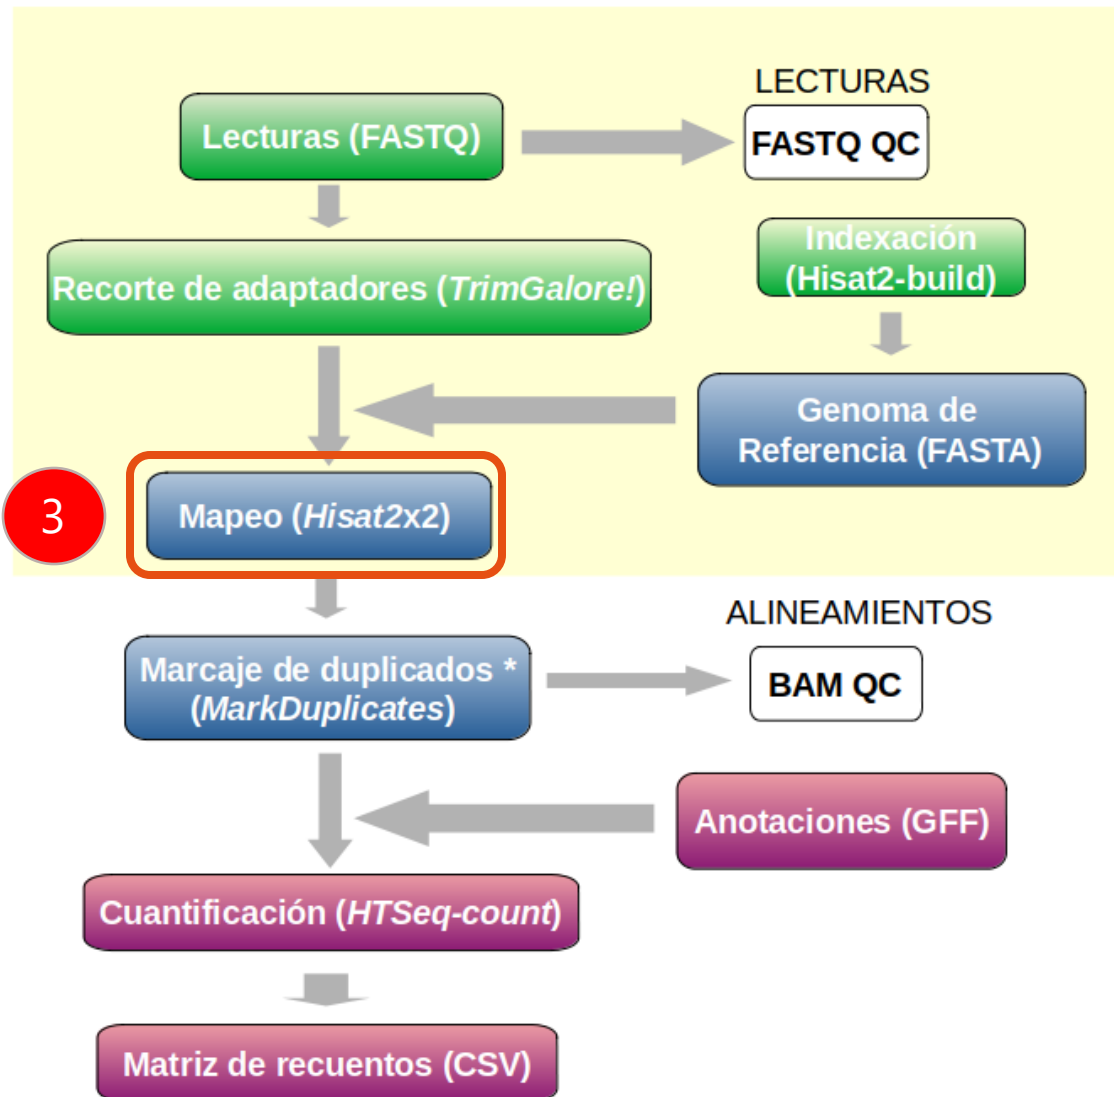 LECTURAS
Lecturas (FASTQ)
FASTQ QC
Indexación
(Hisat2-build)
Recorte de adaptadores (TrimGalore!)
Genoma de
Referencia (FASTA)
3
Mapeo (Hisat2x2)
ALINEAMIENTOS
Marcaje de duplicados *
(MarkDuplicates)
BAM QC
Anotaciones (GFF)
Cuantificación (HTSeq-count)
Matriz de recuentos (CSV)